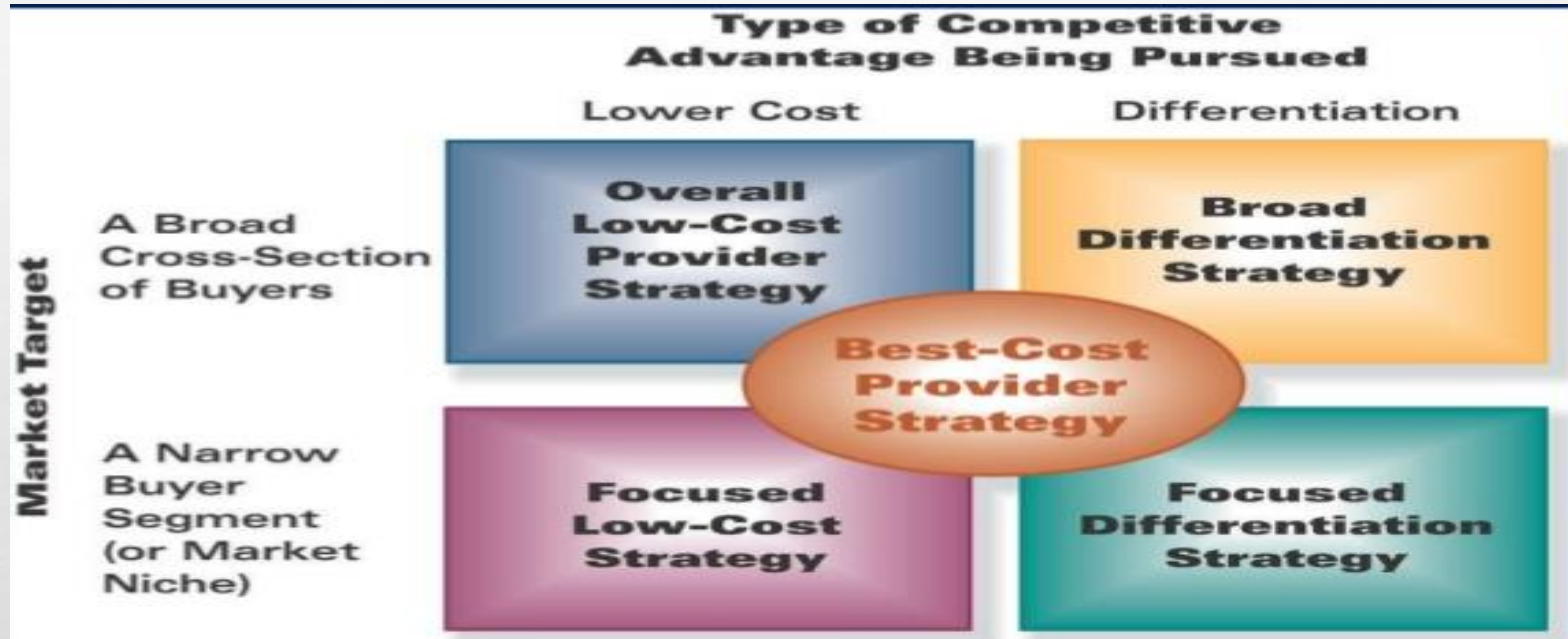 Type of Competitive
Advantage Being Pursued
Lower Cost
Differentiation
Market Target
A Broad
Cross-Section
of Buyers
Overall
Low-Cost
Provider
Strategy
Broad
Differentiation
Strategy
Best-Cost
Provider
Strategy
A Narrow
Buyer
Segment
(or Market
Niche)
Focused
Low-Cost
Strategy
Focused
Differentiation
Strategy